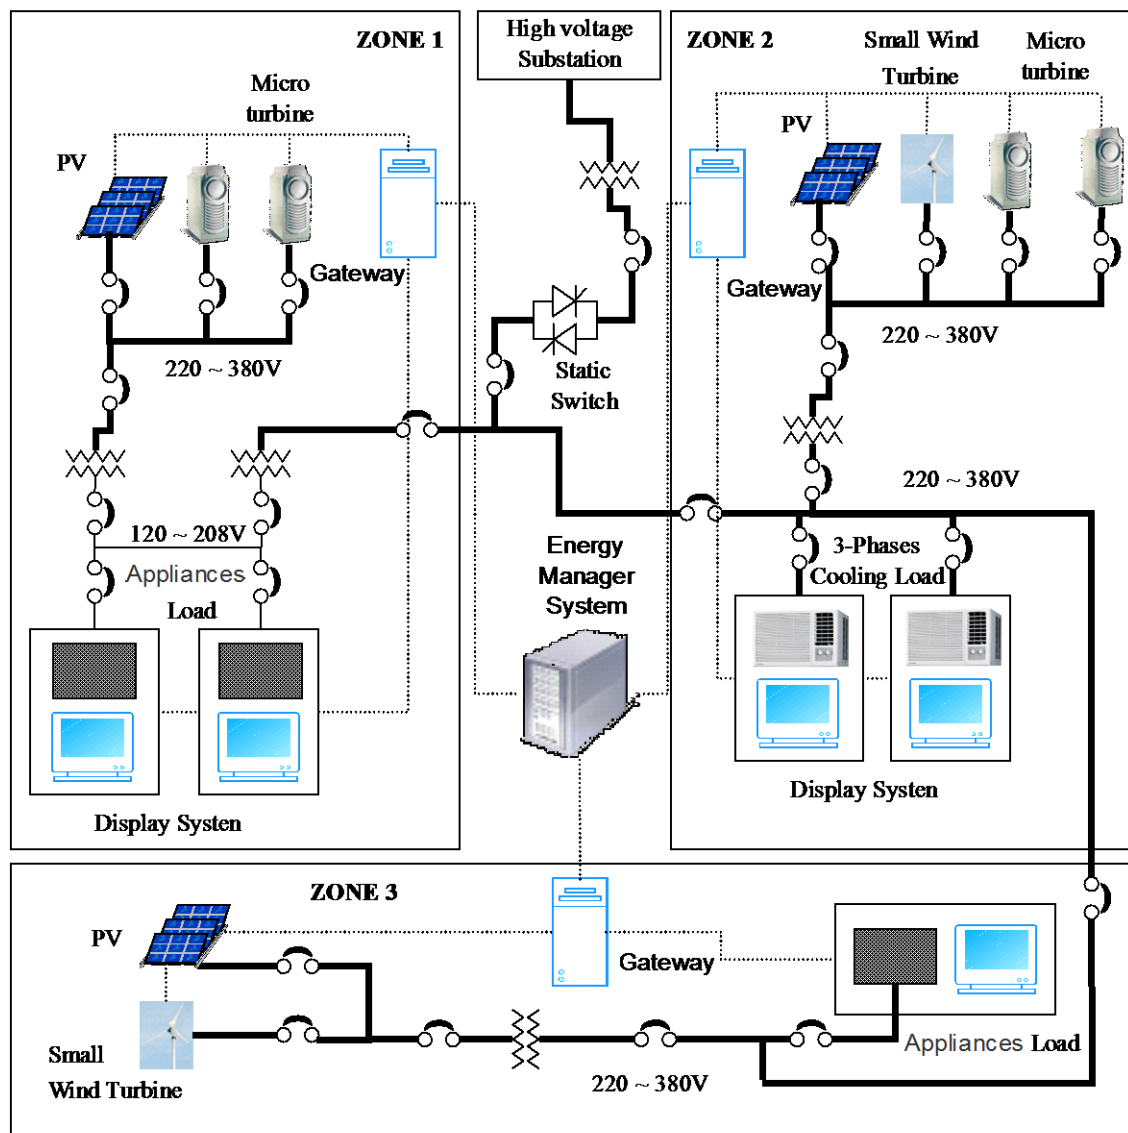 ZONE 1
High voltage
Substation
ZONE 2
Small Wind
Turbine
Micro
turbine
Micro
turbine
PV
PV
Gateway
Gateway
220 ~ 380V
220 ~ 380V
Static
Switch
220 ~ 380V
120 ~ 208V
Appliances
Load
Energy
Manager
System
3-Phases
Cooling Load
Display Systen
Display System
ZONE 3
PV
Gateway
Small
Wind Turbine
Appliances Load
220 ~ 380V